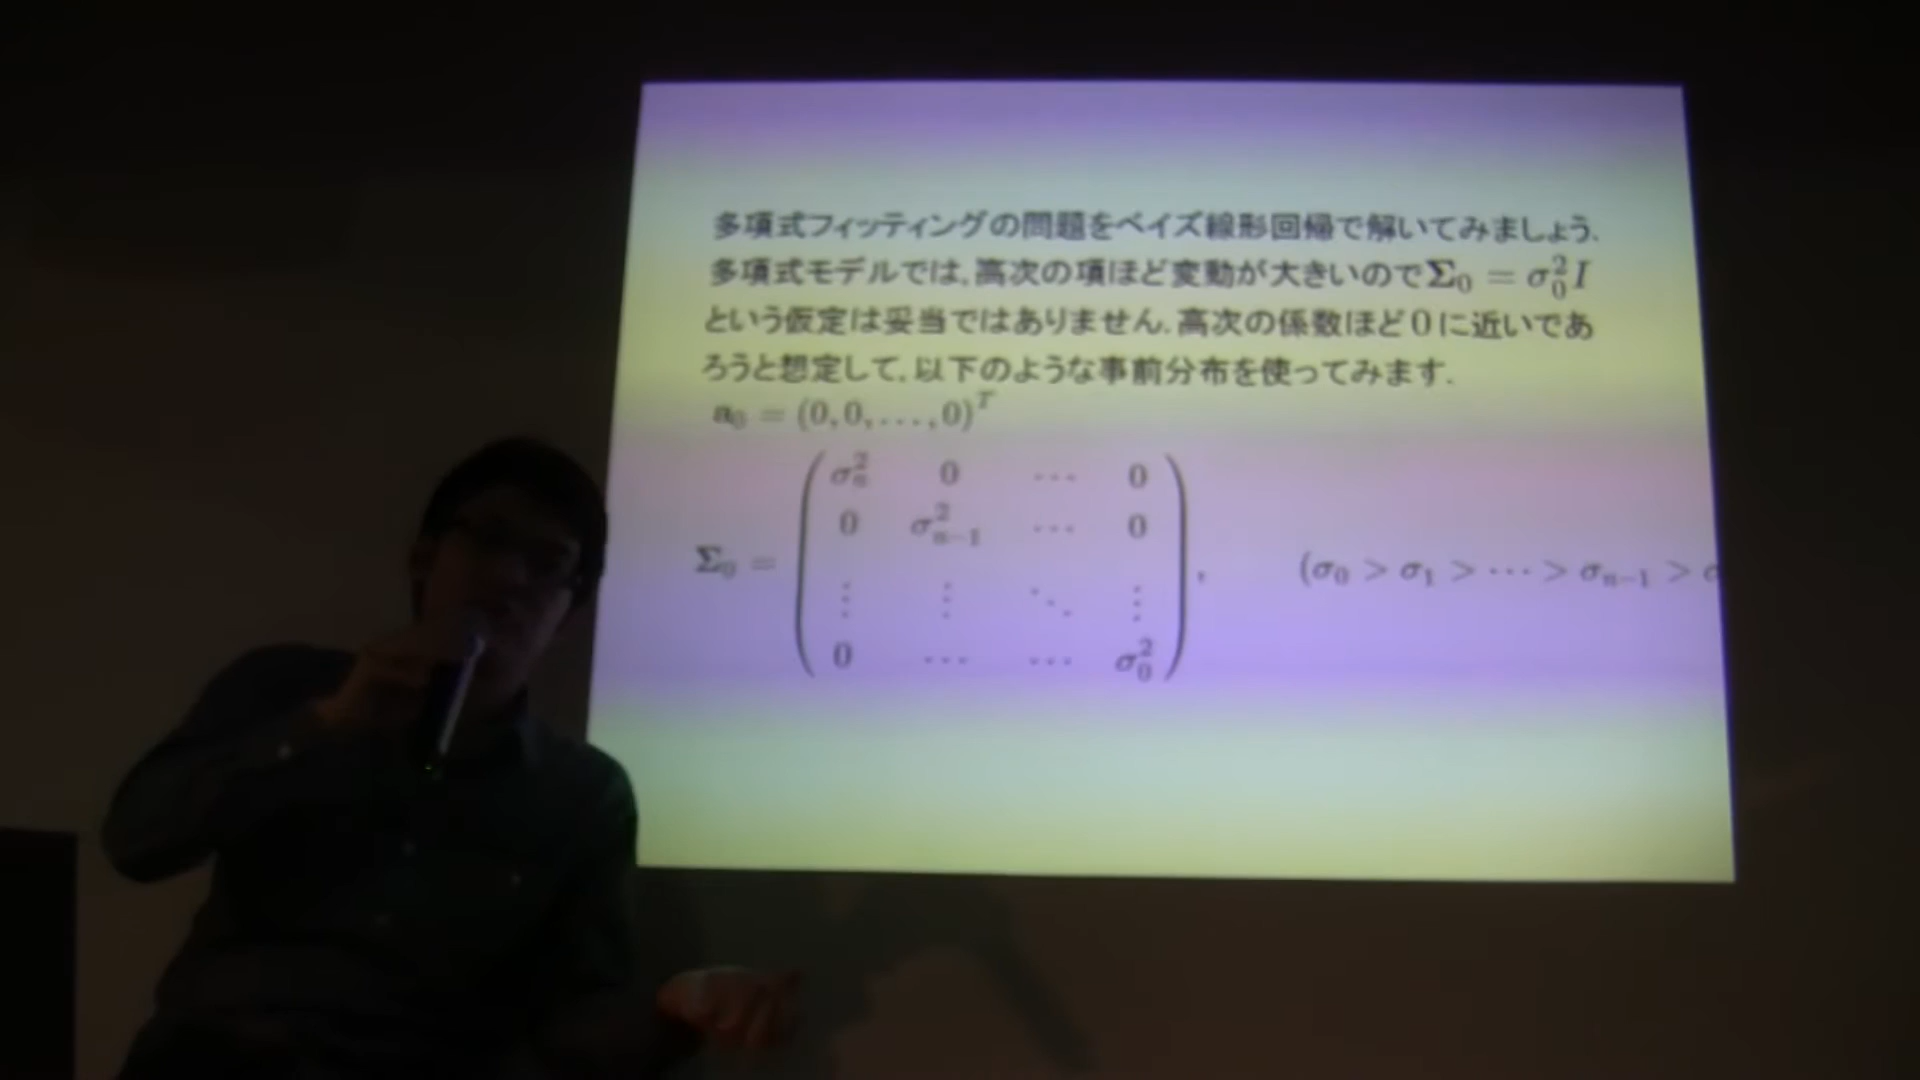 多項式フィッティングの問題をベイズ線形回帰で解いてみましょう.
多項式モデルでは,高次の項ほど変動が大きいのでΣ₀ = σ₀²I
という仮定は妥当ではありません.高次の係数ほど0に近いであ
ろうと想定して,以下のような事前分布を使ってみます.
a₀ = (0, 0, . . . , 0)ᵀ
σₙ² 0 ⋯ 0
0 σₙ₋₁² ⋯ 0
Σ₀ = , (σ₀ > σ₁ > ⋯ > σₙ₋₁ >
⋮ ⋮ ⋱ ⋮
0 ⋯ ⋯ σ₀²